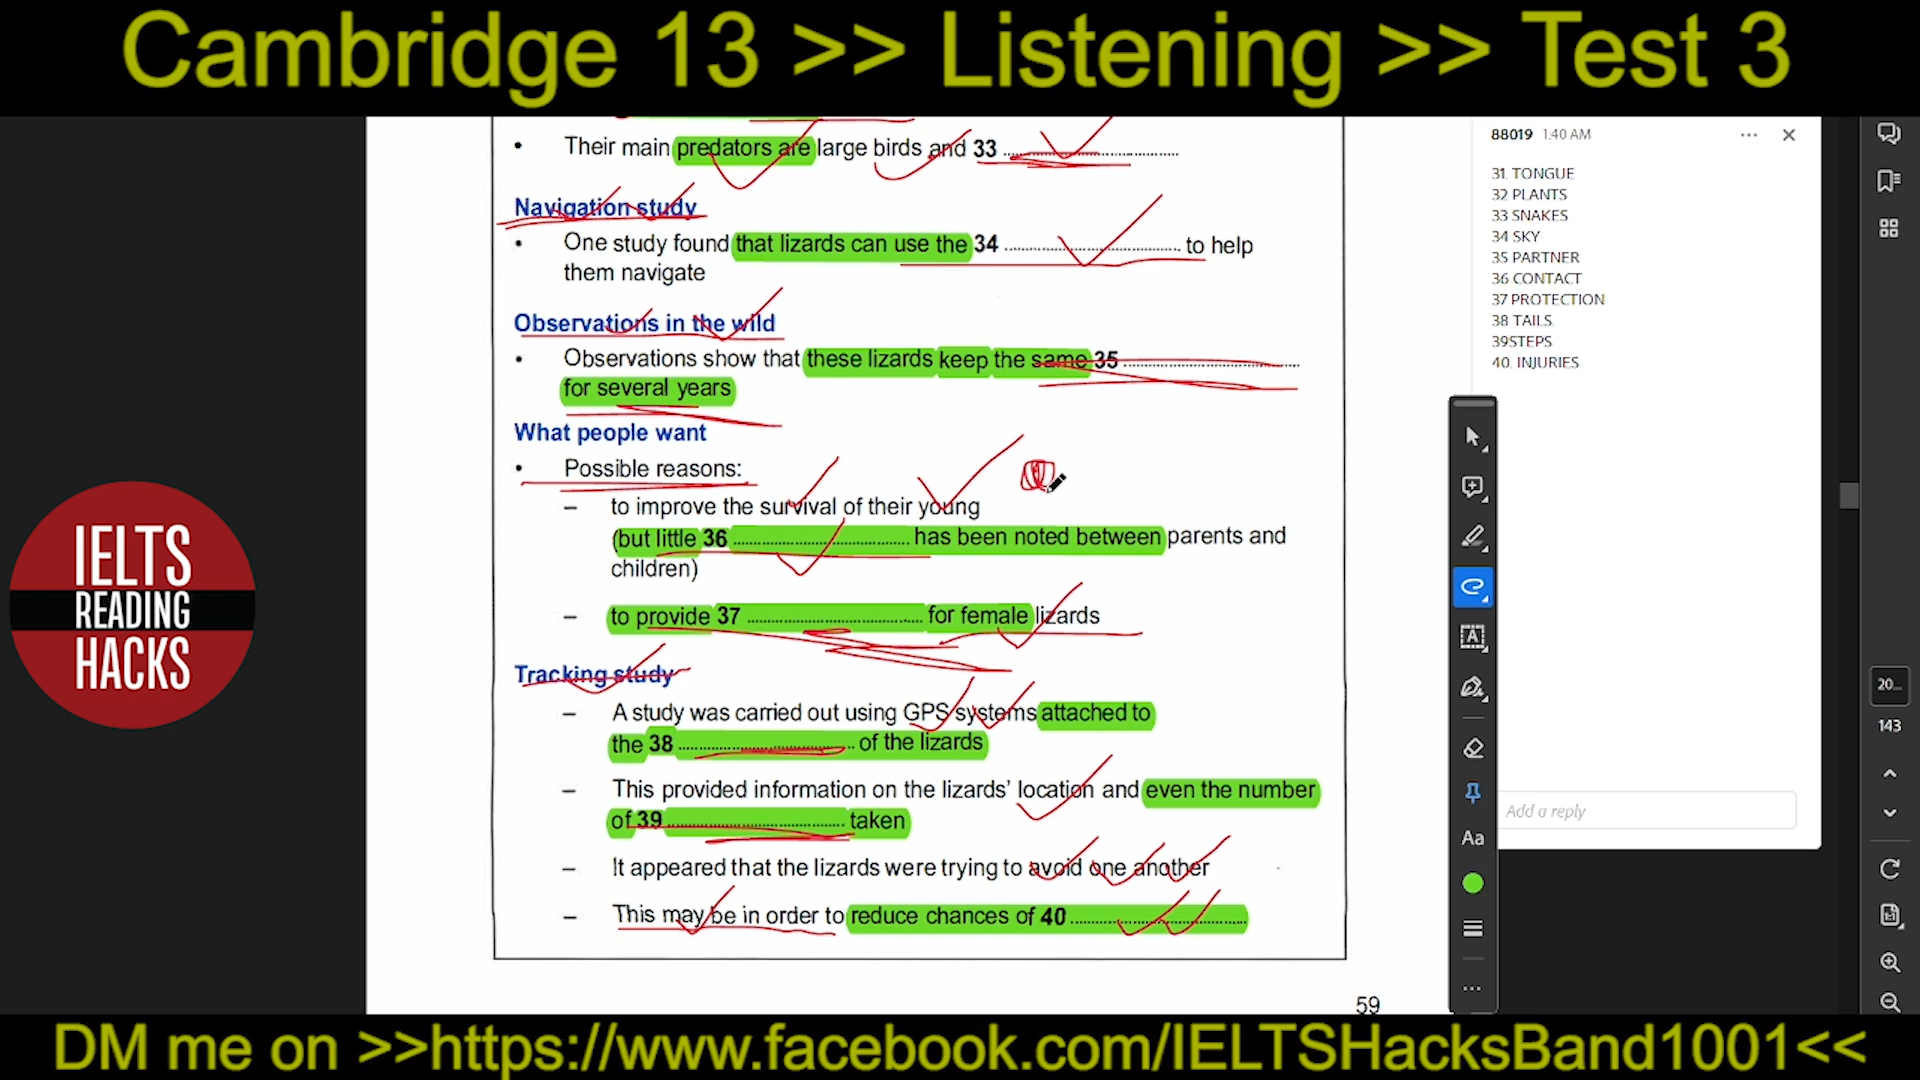 Cambridge 13 >> Listening >> Test 3
• Their main predators are large birds and 33 ........................
Navigation study
• One study found that lizards can use the 34 ........................ to help
them navigate
Observations in the wild
• Observations show that these lizards keep the same 35 ........................
for several years
What people want
• Possible reasons:
– to improve the survival of their young
(but little 36 ........................ has been noted between parents and
children)
– to provide 37 ........................ for female lizards
Tracking study
– A study was carried out using GPS systems attached to
the 38 ........................ of the lizards
– This provided information on the lizards’ location and even the number
of 39 ........................ taken
– It appeared that the lizards were trying to avoid one another
– This may be in order to reduce chances of 40 ........................
59
88019 1:40 AM
31. TONGUE
32 PLANTS
33 SNAKES
34 SKY
35 PARTNER
36 CONTACT
37 PROTECTION
38 TAILS.
39STEPS
40. INJURIES
Add a reply
Aa
20...
143
IELTS
READING
HACKS
DM me on >>https://www.facebook.com/IELTSHacksBand1001<<